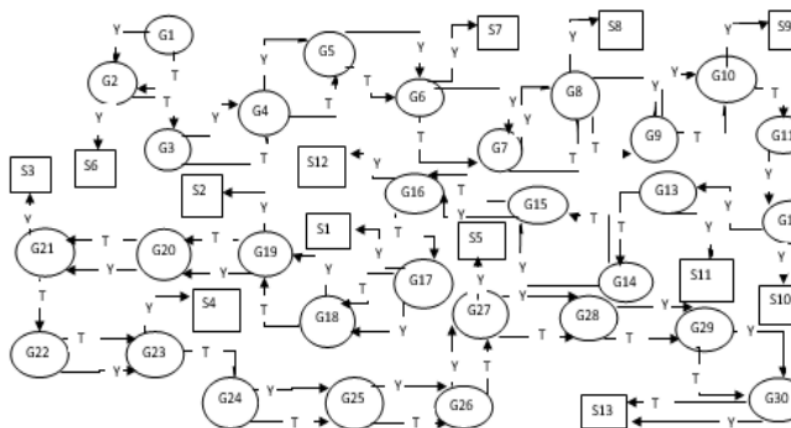 G1 S7 S8 S9
Y G5 Y
G2 T Y Y Y Y G10
T Y G4 T G6 Y G8 Y T
Y G3 T T Y G7 T G9 T G11
S3 S6 S2 S12 Y T T Y
G16 G15 G13 Y
Y Y S1 T Y S5 T T Y
G21 T G20 T G19 Y G17 Y Y G14 S11 S10
Y Y Y T T
T S4 T G18 Y G27 Y G28 T G29 Y
G22 T Y G23 T Y T T Y
Y G24 Y G25 Y G26 T G30
T T S13 T
Y